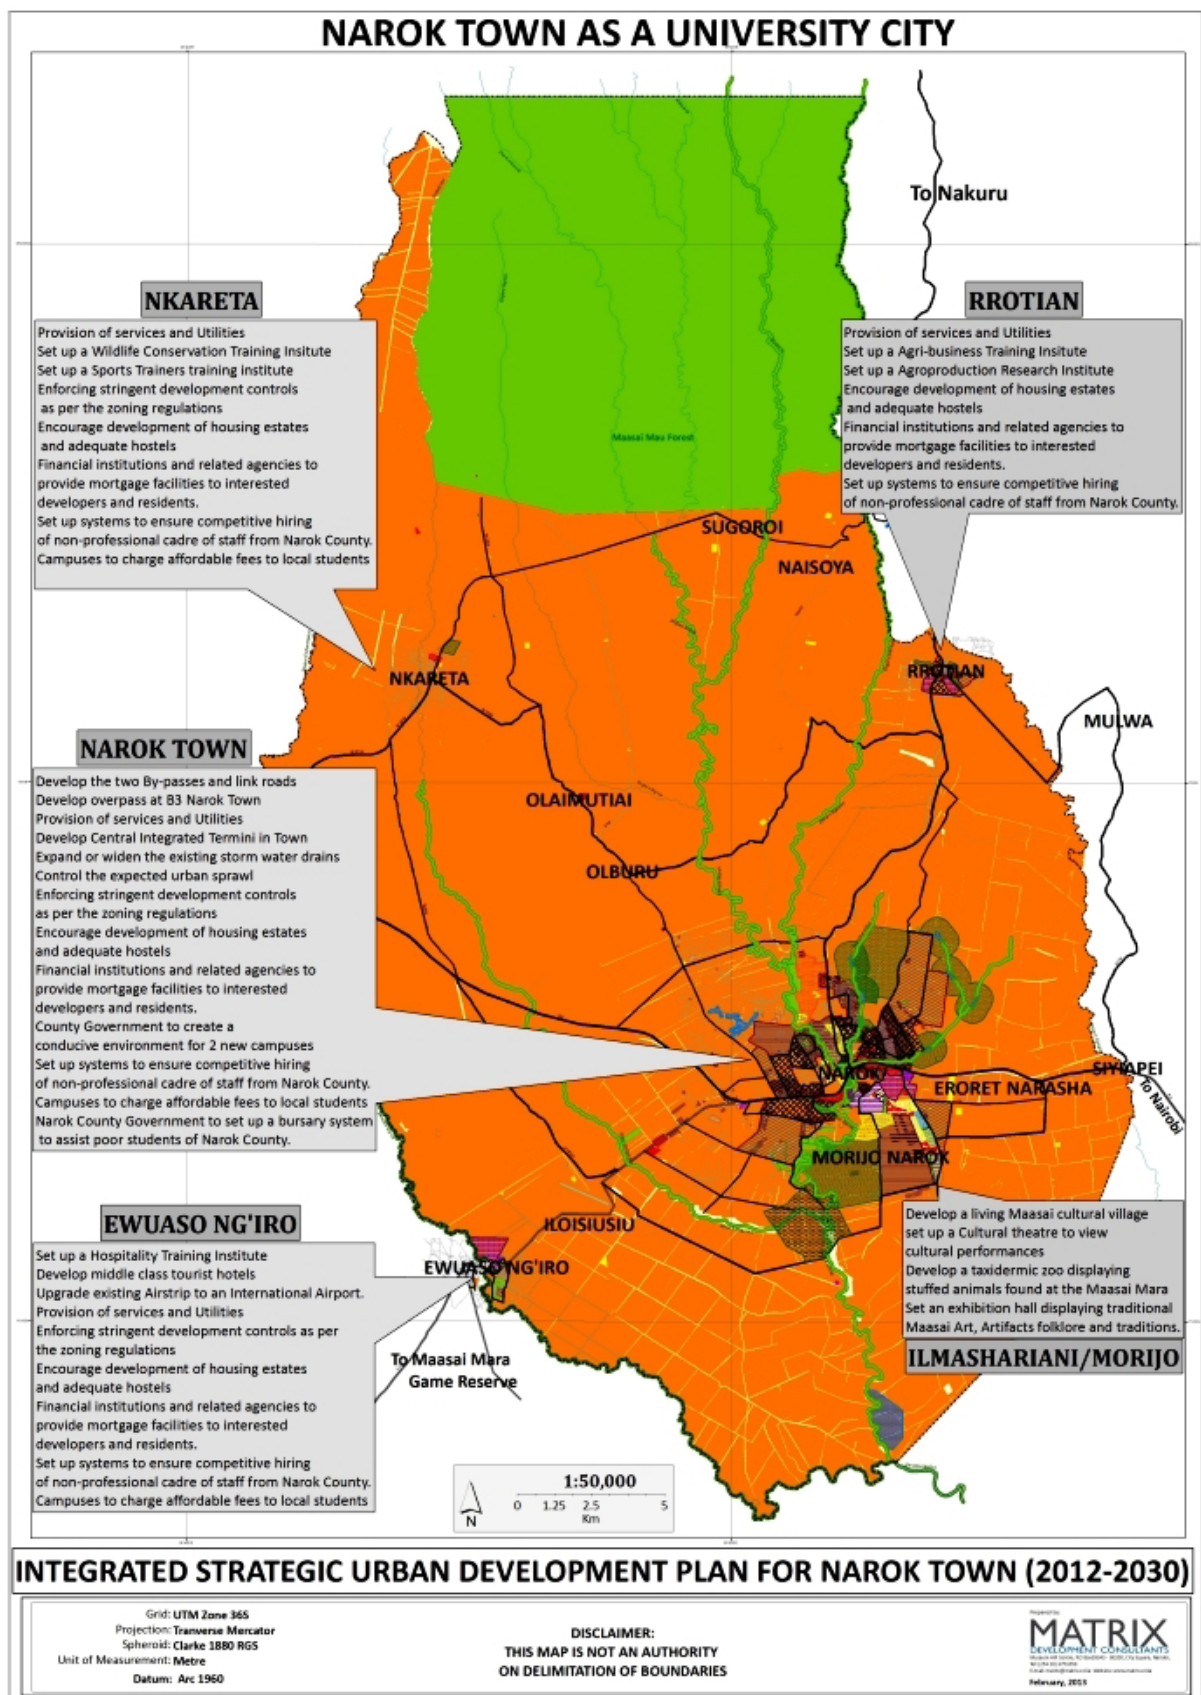 NAROK TOWN AS A UNIVERSITY CITY
To Nakuru
NKARETA
Provision of services and Utilities
Set up a Wildlife Conservation Training Insitute
Set up a Sports Trainers training institute
Enforcing stringent development controls
as per the zoning regulations
Encourage development of housing estates
and adequate hostels
Financial institutions and related agencies to
provide mortgage facilities to interested
developers and residents.
Set up systems to ensure competitive hiring
of non-professional cadre of staff from Narok County.
Campuses to charge affordable fees to local students
RROTIAN
Provision of services and Utilities
Set up a Agri-business Training Insitute
Set up a Agroproduction Research Institute
Encourage development of housing estates
and adequate hostels
Financial institutions and related agencies to
provide mortgage facilities to interested
developers and residents.
Set up systems to ensure competitive hiring
of non-professional cadre of staff from Narok County.
Maasai Mau Forest
SUGOROI
NAISOYA
NKARETA
RROTIAN
MULWA
NAROK TOWN
Develop the two By-passes and link roads
Develop overpass at B3 Narok Town
Provision of services and Utilities
Develop Central Integrated Termini in Town
Expand or widen the existing storm water drains
Control the expected urban sprawl
Enforcing stringent development controls
as per the zoning regulations
Encourage development of housing estates
and adequate hostels
Financial institutions and related agencies to
provide mortgage facilities to interested
developers and residents.
County Government to create a
conducive environment for 2 new campuses
Set up systems to ensure competitive hiring
of non-professional cadre of staff from Narok County.
Campuses to charge affordable fees to local students
Narok County Government to set up a bursary system
to assist poor students of Narok County.
OLAIMUTIAI
OLBURU
NAROK
SIYIAPEI
ERORET NARASHA
To Nairobi
MORIJO NAROK
ILOISIUSIU
EWUASO NG'IRO
EWUASO NG'IRO
Set up a Hospitality Training Institute
Develop middle class tourist hotels
Upgrade existing Airstrip to an International Airport.
Provision of services and Utilities
Enforcing stringent development controls as per
the zoning regulations
Encourage development of housing estates
and adequate hostels
Financial institutions and related agencies to
provide mortgage facilities to interested
developers and residents.
Set up systems to ensure competitive hiring
of non-professional cadre of staff from Narok County.
Campuses to charge affordable fees to local students
Develop a living Maasai cultural village
set up a Cultural theatre to view
cultural performances
Develop a taxidermic zoo displaying
stuffed animals found at the Maasai Mara
Set an exhibition hall displaying traditional
Maasai Art, Artifacts folklore and traditions.
ILMASHARIANI/MORIJO
To Maasai Mara
Game Reserve
1:50,000
0 1.25 2.5 5
Km
N
INTEGRATED STRATEGIC URBAN DEVELOPMENT PLAN FOR NAROK TOWN (2012-2030)
Grid: UTM Zone 36S
Projection: Tranverse Mercator
Spheroid: Clarke 1880 RGS
Unit of Measurement: Metre
Datum: Arc 1960
DISCLAIMER:
THIS MAP IS NOT AN AUTHORITY
ON DELIMITATION OF BOUNDARIES
Prepared by:
MATRIX
DEVELOPMENT CONSULTANTS
February, 2013